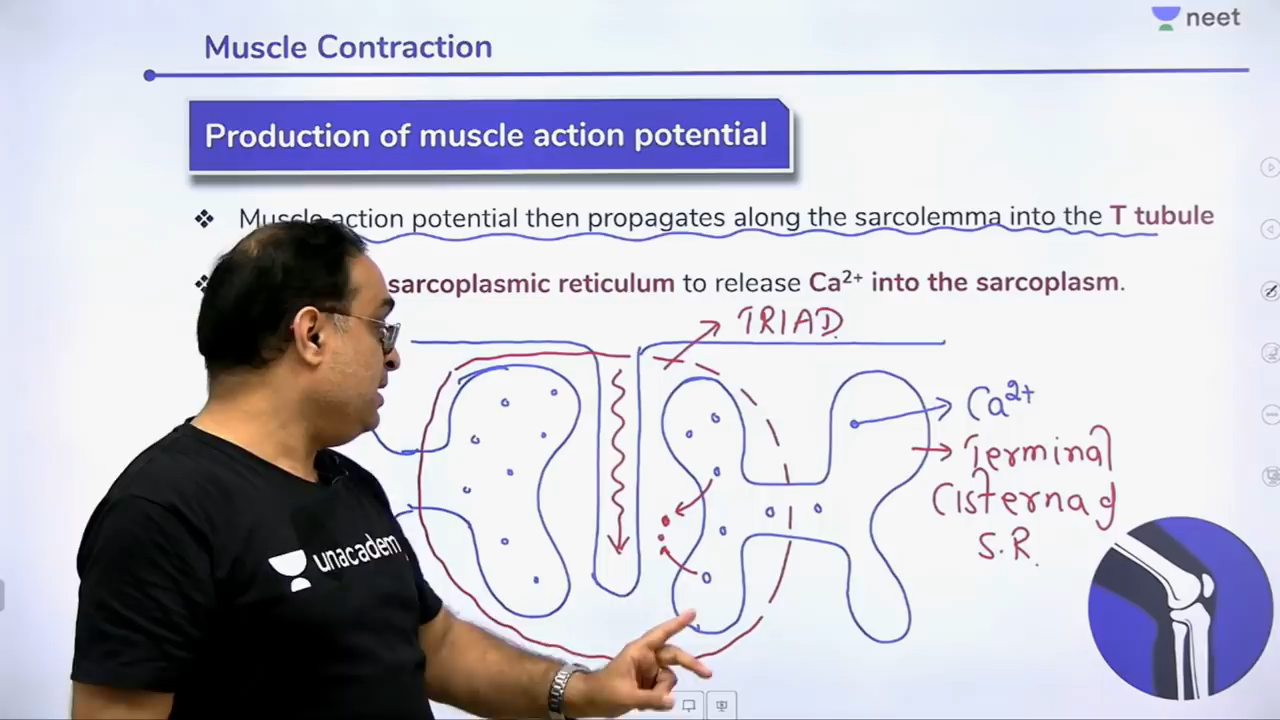 neet
Muscle Contraction
Production of muscle action potential
❖ Muscle action potential then propagates along the sarcolemma into the T tubule
❖ sarcoplasmic reticulum to release Ca²⁺ into the sarcoplasm.
TRIAD
Ca²⁺
Terminal
Cisterna of
S.R.
unacadem